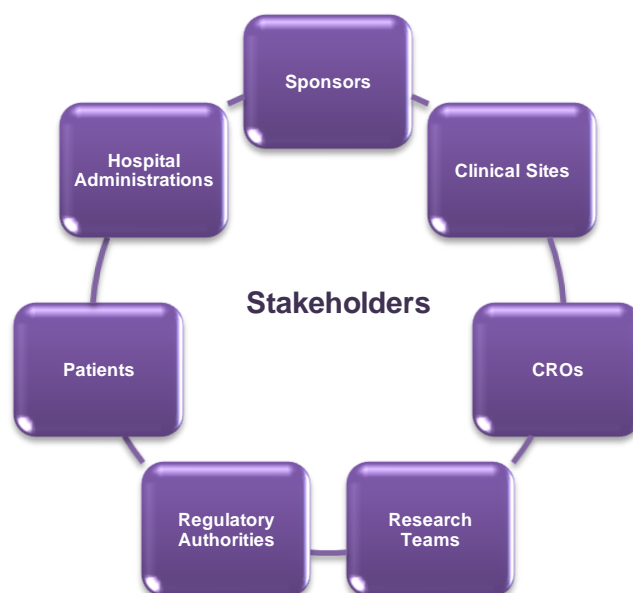 Sponsors
Clinical Sites
CROs
Research
Teams
Regulatory
Authorities
Patients
Hospital
Administrations
Stakeholders